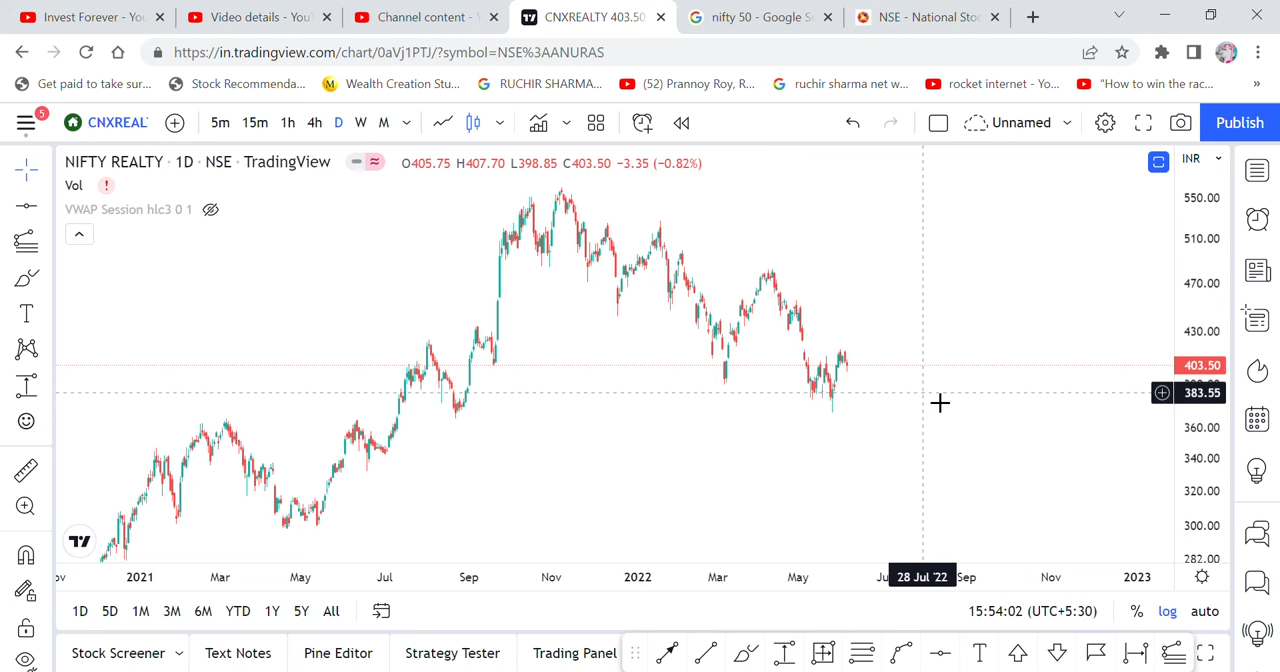 Invest Forever - You
Video details - You
Channel content -
CNXREALTY 403.50
nifty 50 - Google Se
NSE - National Stoc
https://in.tradingview.com/chart/0aVj1PTJ/?symbol=NSE%3AANURAS
Get paid to take sur...
Stock Recommenda...
M Wealth Creation Stu...
RUCHIR SHARMA...
(52) Prannoy Roy, R...
ruchir sharma net w...
rocket internet - Yo...
"How to win the rac...
»
5
CNXREAL
5m 15m 1h 4h D W M
Unnamed
Publish
NIFTY REALTY · 1D · NSE · TradingView
O405.75 H407.70 L398.85 C403.50 −3.35 (−0.82%)
INR
Vol !
VWAP Session hlc3 0 1
550.00
510.00
470.00
430.00
403.50
383.55
360.00
340.00
320.00
300.00
282.00
2021 Mar May Jul Sep Nov 2022 Mar May 28 Jul '22 Sep Nov 2023
1D 5D 1M 3M 6M YTD 1Y 5Y All
15:54:02 (UTC+5:30)
% log auto
Stock Screener Text Notes Pine Editor Strategy Tester Trading Panel